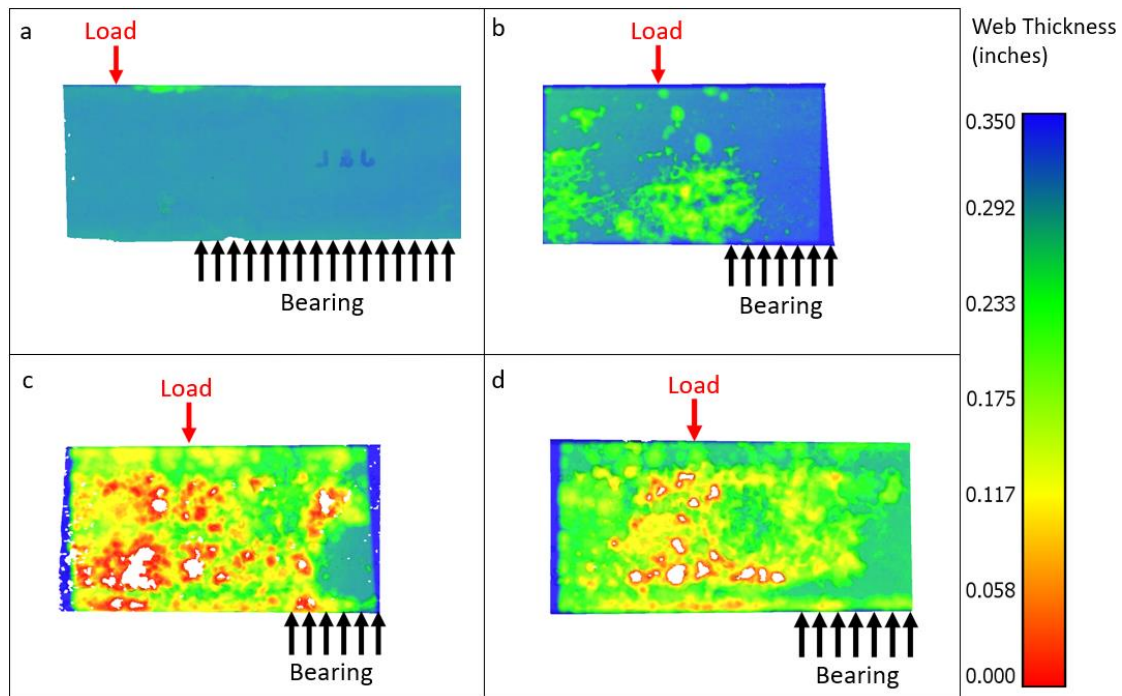 a
Load
Bearing
b
Load
Bearing
c
Load
Bearing
d
Load
Bearing
Web Thickness
(inches)
0.350
0.292
0.233
0.175
0.117
0.058
0.000